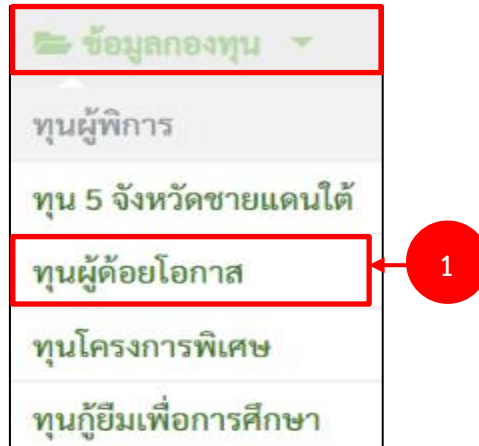 ข้อมูลกองทุน
ทุนผู้พิการ
ทุน 5 จังหวัดชายแดนใต้
ทุนผู้ด้อยโอกาส
1
ทุนโครงการพิเศษ
ทุนกู้ยืมเพื่อการศึกษา